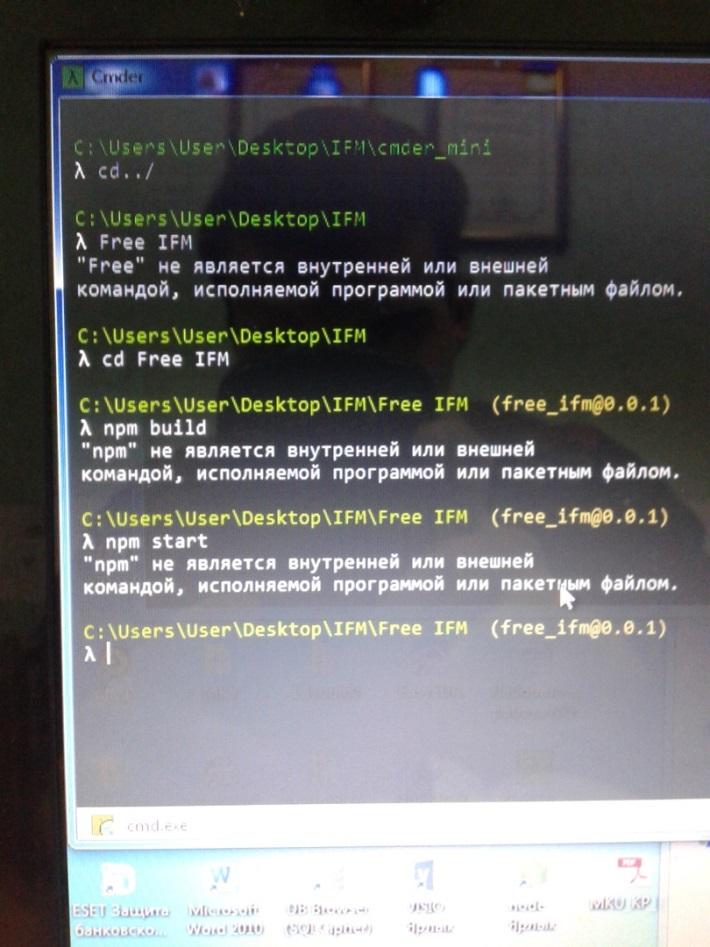 Cmder
C:\Users\User\Desktop\IFM\cmder_mini
λ cd../
C:\Users\User\Desktop\IFM
λ Free IFM
"Free" не является внутренней или внешней
командой, исполняемой программой или пакетным файлом.
C:\Users\User\Desktop\IFM
λ cd Free IFM
C:\Users\User\Desktop\IFM\Free IFM (free_ifm@0.0.1)
λ npm build
"npm" не является внутренней или внешней
командой, исполняемой программой или пакетным файлом.
C:\Users\User\Desktop\IFM\Free IFM (free_ifm@0.0.1)
λ npm start
"npm" не является внутренней или внешней
командой, исполняемой программой или пакетным файлом.
C:\Users\User\Desktop\IFM\Free IFM (free_ifm@0.0.1)
λ
cmd.exe
ESET Защита Microsoft DB Browser VISIO node- MKU KP
банковско... Word 2010 (SQLCipher) Ярлык Ярлык